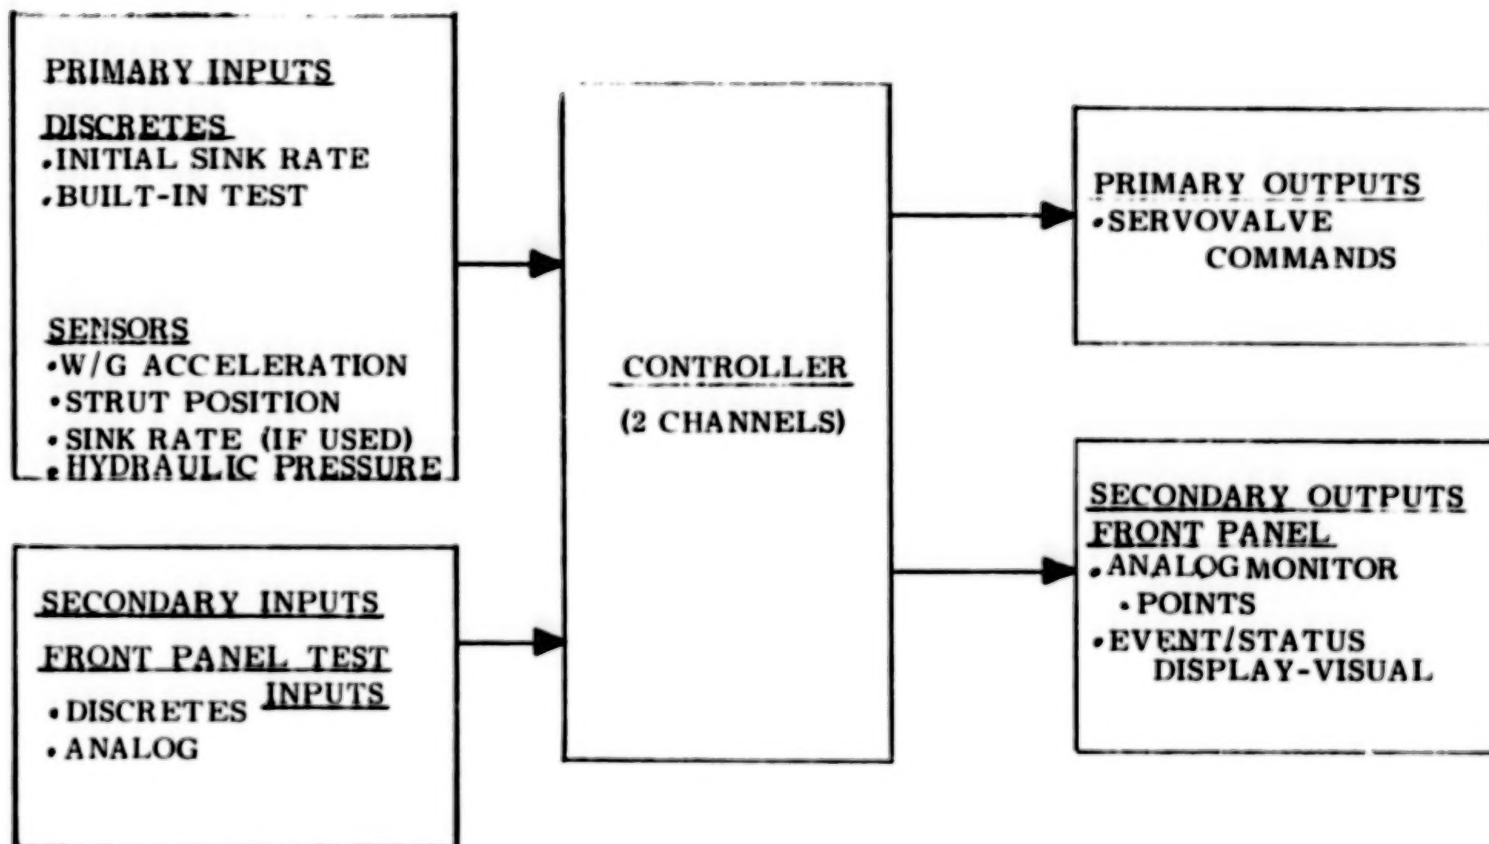 PRIMARY INPUTS
DISCRETES
•INITIAL SINK RATE
•BUILT-IN TEST
SENSORS
•W/G ACCELERATION
•STRUT POSITION
•SINK RATE (IF USED)
•HYDRAULIC PRESSURE
SECONDARY INPUTS
FRONT PANEL TEST
INPUTS
•DISCRETES
•ANALOG
CONTROLLER
(2 CHANNELS)
PRIMARY OUTPUTS
•SERVOVALVE
COMMANDS
SECONDARY OUTPUTS
FRONT PANEL
•ANALOG MONITOR
•POINTS
•EVENT/STATUS
DISPLAY-VISUAL